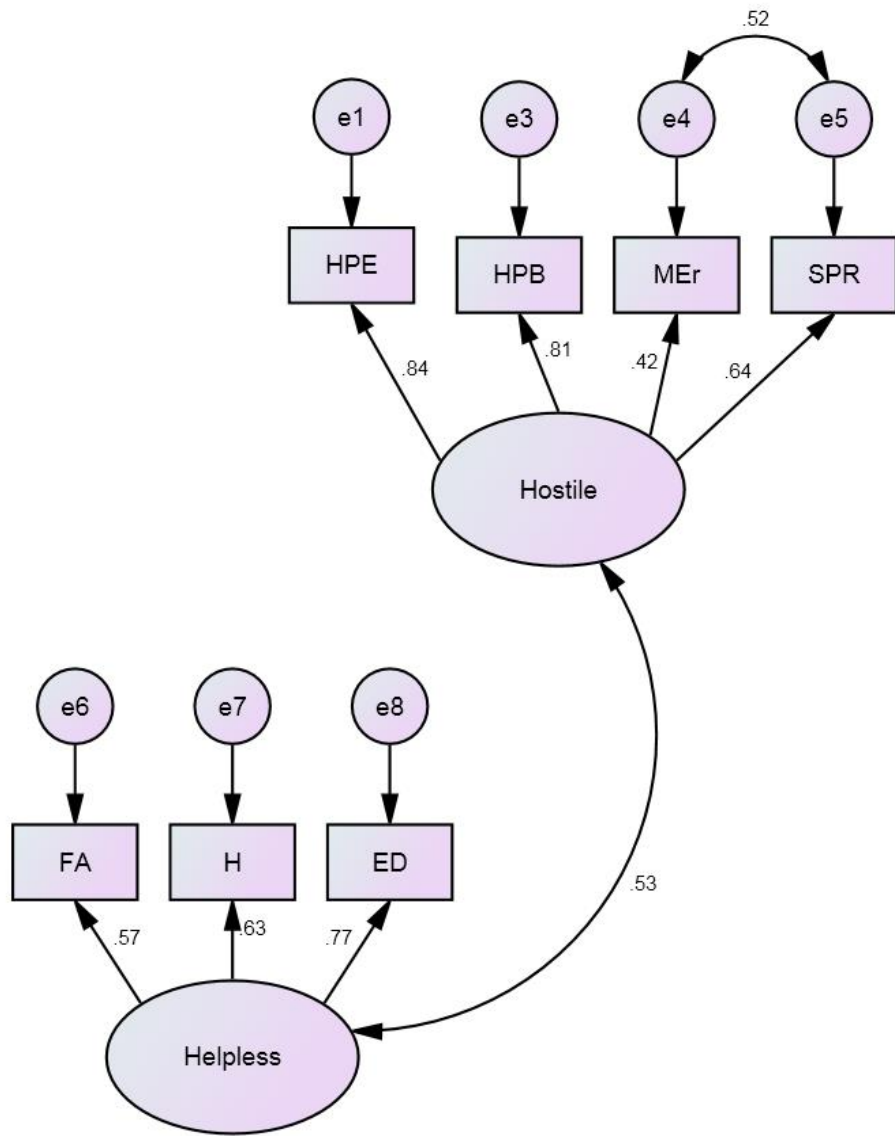 .52
e1
e3
e4
e5
HPE
HPB
MEr
SPR
.84
.81
.42
.64
Hostile
e6
e7
e8
FA
H
ED
.53
.57
.63
.77
Helpless